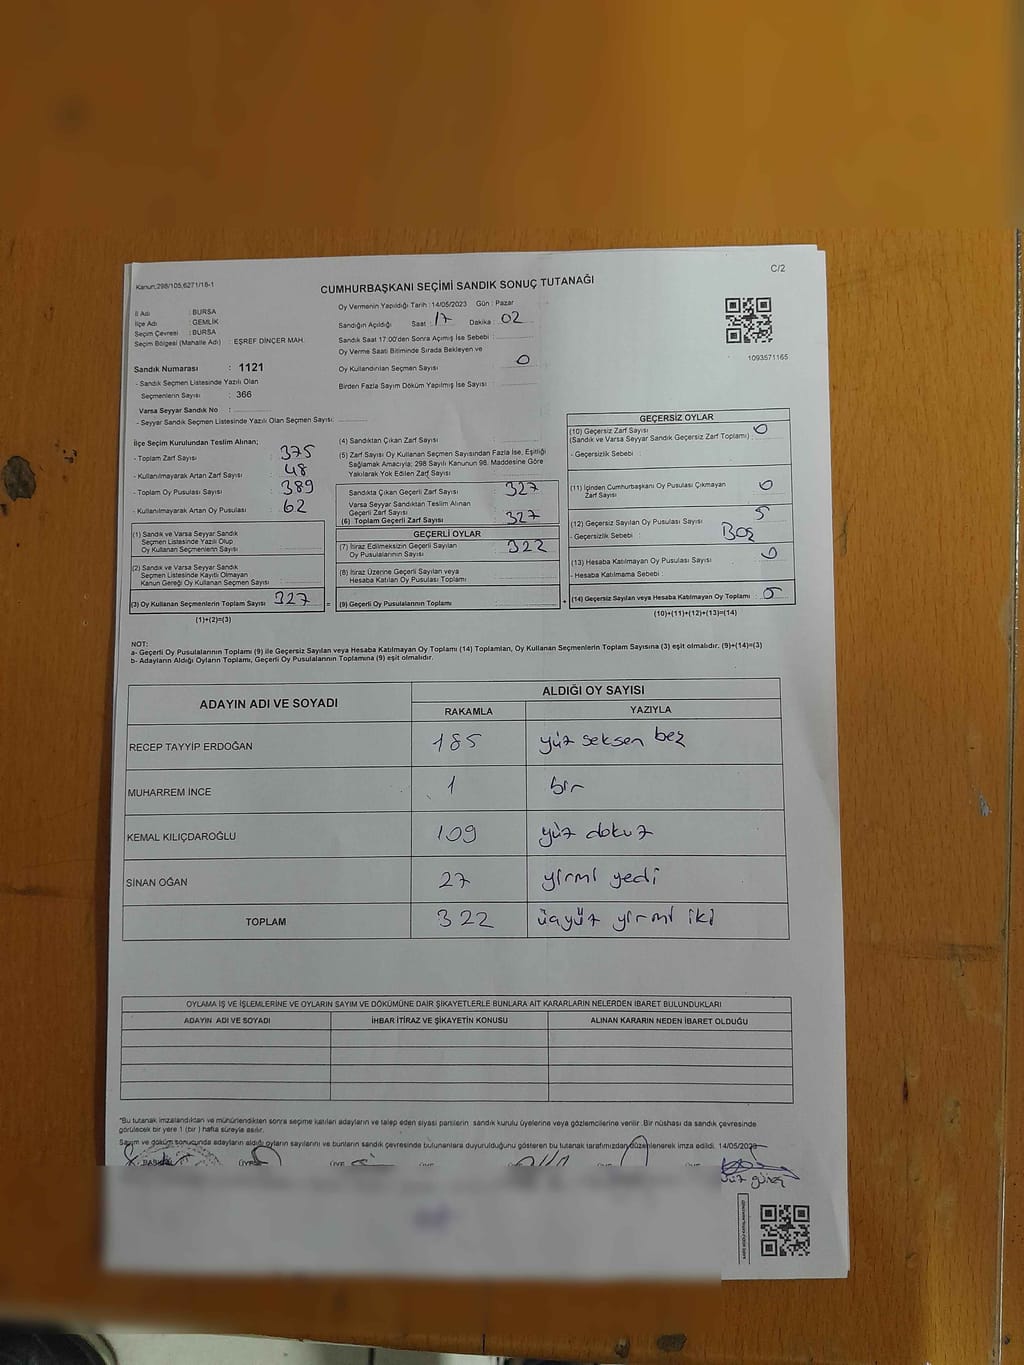 Kanun;298/105,6271/18-1
C/2
CUMHURBAŞKANI SEÇİMİ SANDIK SONUÇ TUTANAĞI
İl Adı : BURSA
İlçe Adı : GEMLİK
Seçim Çevresi : BURSA
Seçim Bölgesi (Mahalle Adı) : EŞREF DİNÇER MAH.
Sandık Numarası : 1121
- Sandık Seçmen Listesinde Yazılı Olan
Seçmenlerin Sayısı : 366
Varsa Seyyar Sandık No :
- Seyyar Sandık Seçmen Listesinde Yazılı Olan Seçmen Sayısı:
Oy Vermenin Yapıldığı Tarih : 14/05/2023 Gün : Pazar
Sandığın Açıldığı Saat : 17 Dakika : 02
Sandık Saat 17:00'den Sonra Açılmış İse Sebebi :
Oy Verme Saati Bitiminde Sırada Bekleyen ve
Oy Kullandırılan Seçmen Sayısı : 0
Birden Fazla Sayım Döküm Yapılmış İse Sayısı :
1093571165
İlçe Seçim Kurulundan Teslim Alınan;
- Toplam Zarf Sayısı : 375
- Kullanılmayarak Artan Zarf Sayısı : 48
- Toplam Oy Pusulası Sayısı : 389
- Kullanılmayarak Artan Oy Pusulası : 62
(1) Sandık ve Varsa Seyyar Sandık
Seçmen Listesinde Yazılı Olup
Oy Kullanan Seçmenlerin Sayısı :
(2) Sandık ve Varsa Seyyar Sandık
Seçmen Listesinde Kayıtlı Olmayan
Kanun Gereği Oy Kullanan Seçmen Sayısı :
(3) Oy Kullanan Seçmenlerin Toplam Sayısı : 327 =
(1)+(2)=(3)
(4) Sandıktan Çıkan Zarf Sayısı :
(5) Zarf Sayısı Oy Kullanan Seçmen Sayısından Fazla İse, Eşitliği
Sağlamak Amacıyla; 298 Sayılı Kanunun 98. Maddesine Göre
Yakılarak Yok Edilen Zarf Sayısı :
Sandıkta Çıkan Geçerli Zarf Sayısı : 327
Varsa Seyyar Sandıktan Teslim Alınan
Geçerli Zarf Sayısı :
(6) Toplam Geçerli Zarf Sayısı : 327
GEÇERLİ OYLAR
(7) İtiraz Edilmeksizin Geçerli Sayılan
Oy Pusulalarının Sayısı : 322
(8) İtiraz Üzerine Geçerli Sayılan veya
Hesaba Katılan Oy Pusulası Toplamı :
(9) Geçerli Oy Pusulalarının Toplamı : +
GEÇERSİZ OYLAR
(10) Geçersiz Zarf Sayısı : 0
(Sandık ve Varsa Seyyar Sandık Geçersiz Zarf Toplamı)
- Geçersizlik Sebebi :
(11) İçinden Cumhurbaşkanı Oy Pusulası Çıkmayan
Zarf Sayısı : 0
(12) Geçersiz Sayılan Oy Pusulası Sayısı : 5
- Geçersizlik Sebebi : Boş
(13) Hesaba Katılmayan Oy Pusulası Sayısı : 0
- Hesaba Katılmama Sebebi :
(14) Geçersiz Sayılan veya Hesaba Katılmayan Oy Toplamı : 5
(10)+(11)+(12)+(13)=(14)
NOT:
a- Geçerli Oy Pusulalarının Toplamı (9) ile Geçersiz Sayılan veya Hesaba Katılmayan Oy Toplamı (14) Toplamları, Oy Kullanan Seçmenlerin Toplam Sayısına (3) eşit olmalıdır. (9)+(14)=(3)
b- Adayların Aldığı Oyların Toplamı, Geçerli Oy Pusulalarının Toplamına (9) eşit olmalıdır.
ADAYIN ADI VE SOYADI ALDIĞI OY SAYISI
RAKAMLA YAZIYLA
RECEP TAYYİP ERDOĞAN 185 yüz seksen beş
MUHARREM İNCE 1 bir
KEMAL KILIÇDAROĞLU 109 yüz dokuz
SİNAN OĞAN 27 yirmi yedi
TOPLAM 322 üçyüz yirmi iki
OYLAMA İŞ VE İŞLEMLERİNE VE OYLARIN SAYIM VE DÖKÜMÜNE DAİR ŞİKAYETLERLE BUNLARA AİT KARARLARIN NELERDEN İBARET BULUNDUKLARI
ADAYIN ADI VE SOYADI İHBAR İTİRAZ VE ŞİKAYETİN KONUSU ALINAN KARARIN NEDEN İBARET OLDUĞU
*Bu tutanak imzalandıktan ve mühürlendikten sonra seçime katılan adayların ve talep eden siyasi partilerin sandık kurulu üyelerine veya gözlemcilerine verilir. Bir nüshası da sandık çevresinde
görülecek bir yere 1 (bir) hafta süreyle asılır.
Sayım ve döküm sonucunda adayların aldığı oyların sayılarını ve bunların sandık çevresinde bulunanlara duyurulduğunu gösteren bu tutanak tarafımızdan düzenlenerek imza edildi. 14/05/2023